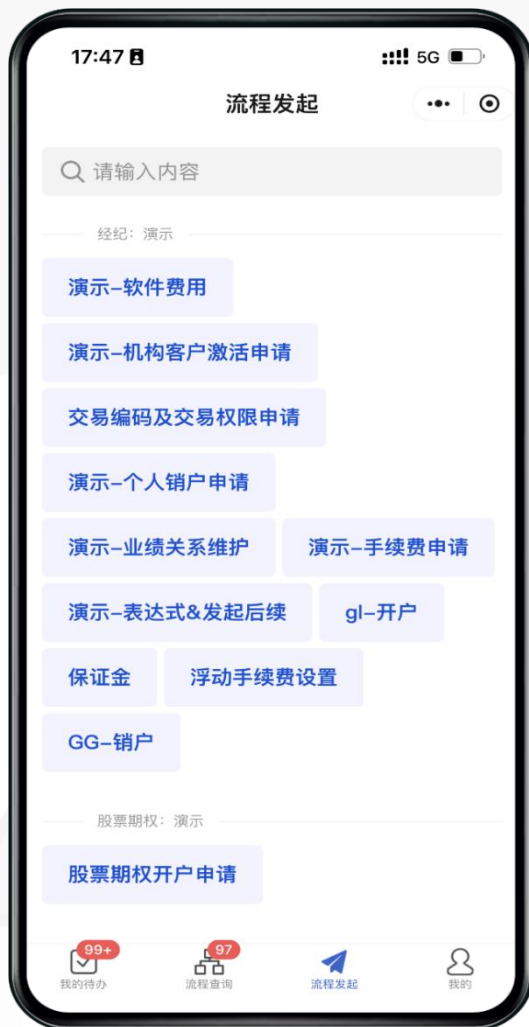 17:47 5G
流程发起
请输入内容
经纪：演示
演示-软件费用
演示-机构客户激活申请
交易编码及交易权限申请
演示-个人销户申请
演示-业绩关系维护 演示-手续费申请
演示-表达式&发起后续 gl-开户
保证金 浮动手续费设置
GG-销户
股票期权：演示
股票期权开户申请
99+ 97
我的待办 流程查询 流程发起 我的